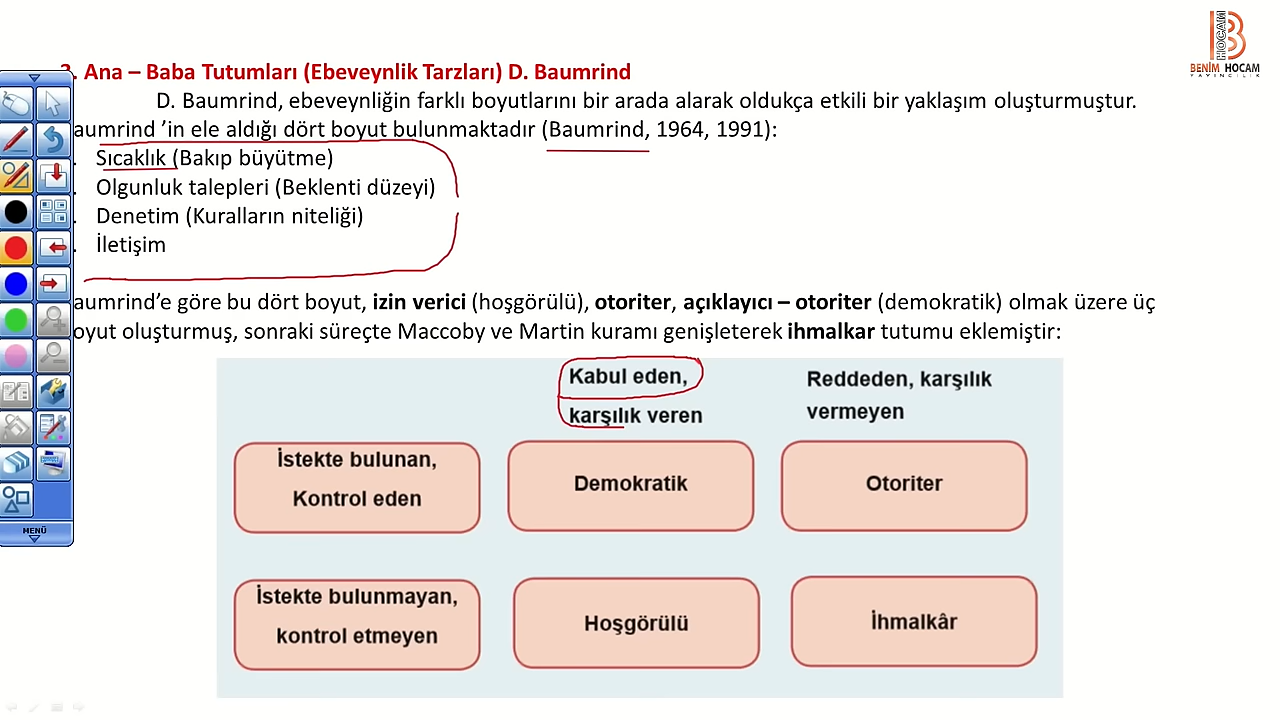 HOCAM
BENİM HOCAM
YAYINCILIK
. Ana – Baba Tutumları (Ebeveynlik Tarzları) D. Baumrind
D. Baumrind, ebeveynliğin farklı boyutlarını bir arada alarak oldukça etkili bir yaklaşım oluşturmuştur.
aumrind ’in ele aldığı dört boyut bulunmaktadır (Baumrind, 1964, 1991):
. Sıcaklık (Bakıp büyütme)
. Olgunluk talepleri (Beklenti düzeyi)
. Denetim (Kuralların niteliği)
. İletişim
aumrind’e göre bu dört boyut, izin verici (hoşgörülü), otoriter, açıklayıcı – otoriter (demokratik) olmak üzere üç
oyut oluşturmuş, sonraki süreçte Maccoby ve Martin kuramı genişleterek ihmalkar tutumu eklemiştir:
Kabul eden,
karşılık veren
Reddeden, karşılık
vermeyen
İstekte bulunan,
Kontrol eden
Demokratik
Otoriter
İstekte bulunmayan,
kontrol etmeyen
Hoşgörülü
İhmalkâr
MENÜ